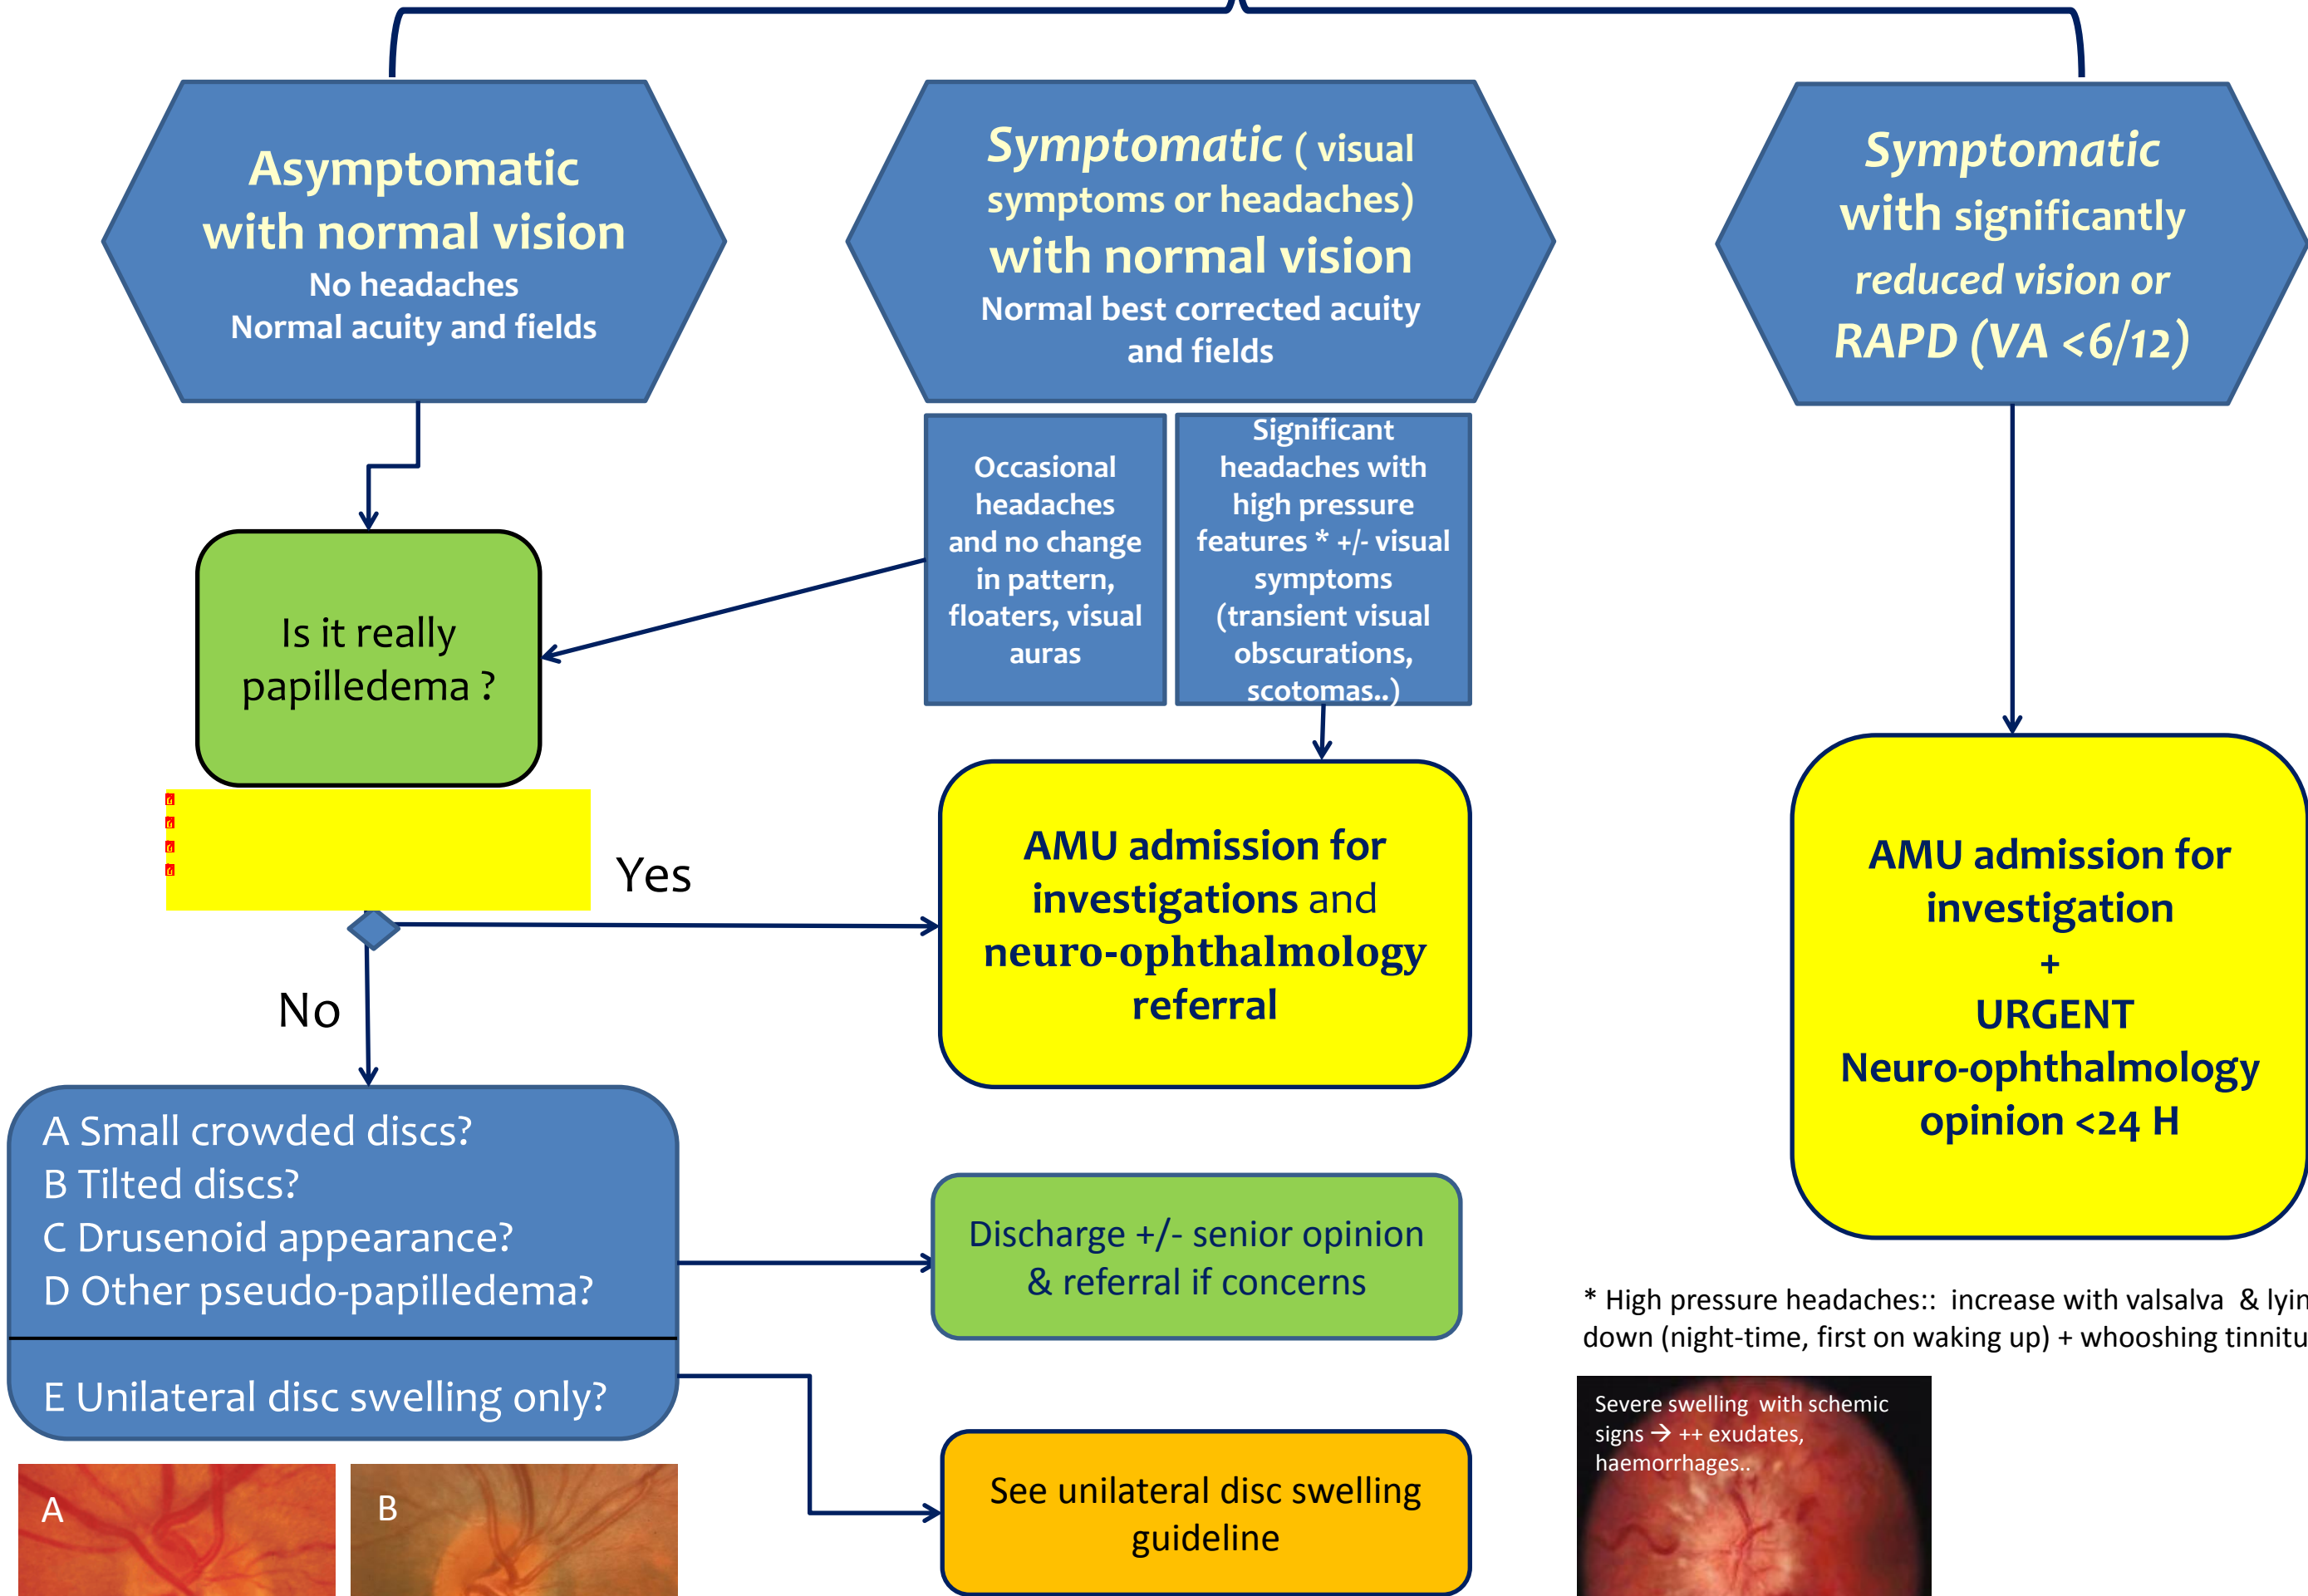 Asymptomatic
with normal vision
No headaches
Normal acuity and fields
Symptomatic ( visual
symptoms or headaches)
with normal vision
Normal best corrected acuity
and fields
Symptomatic
with significantly
reduced vision or
RAPD (VA <6/12)
Occasional
headaches
and no change
in pattern,
floaters, visual
auras
Significant
headaches with
high pressure
features * +/- visual
symptoms
(transient visual
obscurations,
scotomas..)
Is it really
papilledema ?
Yes
No
AMU admission for
investigations and
neuro-ophthalmology
referral
AMU admission for
investigation
+
URGENT
Neuro-ophthalmology
opinion <24 H
A Small crowded discs?
B Tilted discs?
C Drusenoid appearance?
D Other pseudo-papilledema?
E Unilateral disc swelling only?
Discharge +/- senior opinion
& referral if concerns
See unilateral disc swelling
guideline
* High pressure headaches:: increase with valsalva & lyin
down (night-time, first on waking up) + whooshing tinnitu
Severe swelling with schemic
signs → ++ exudates,
haemorrhages..
A
B